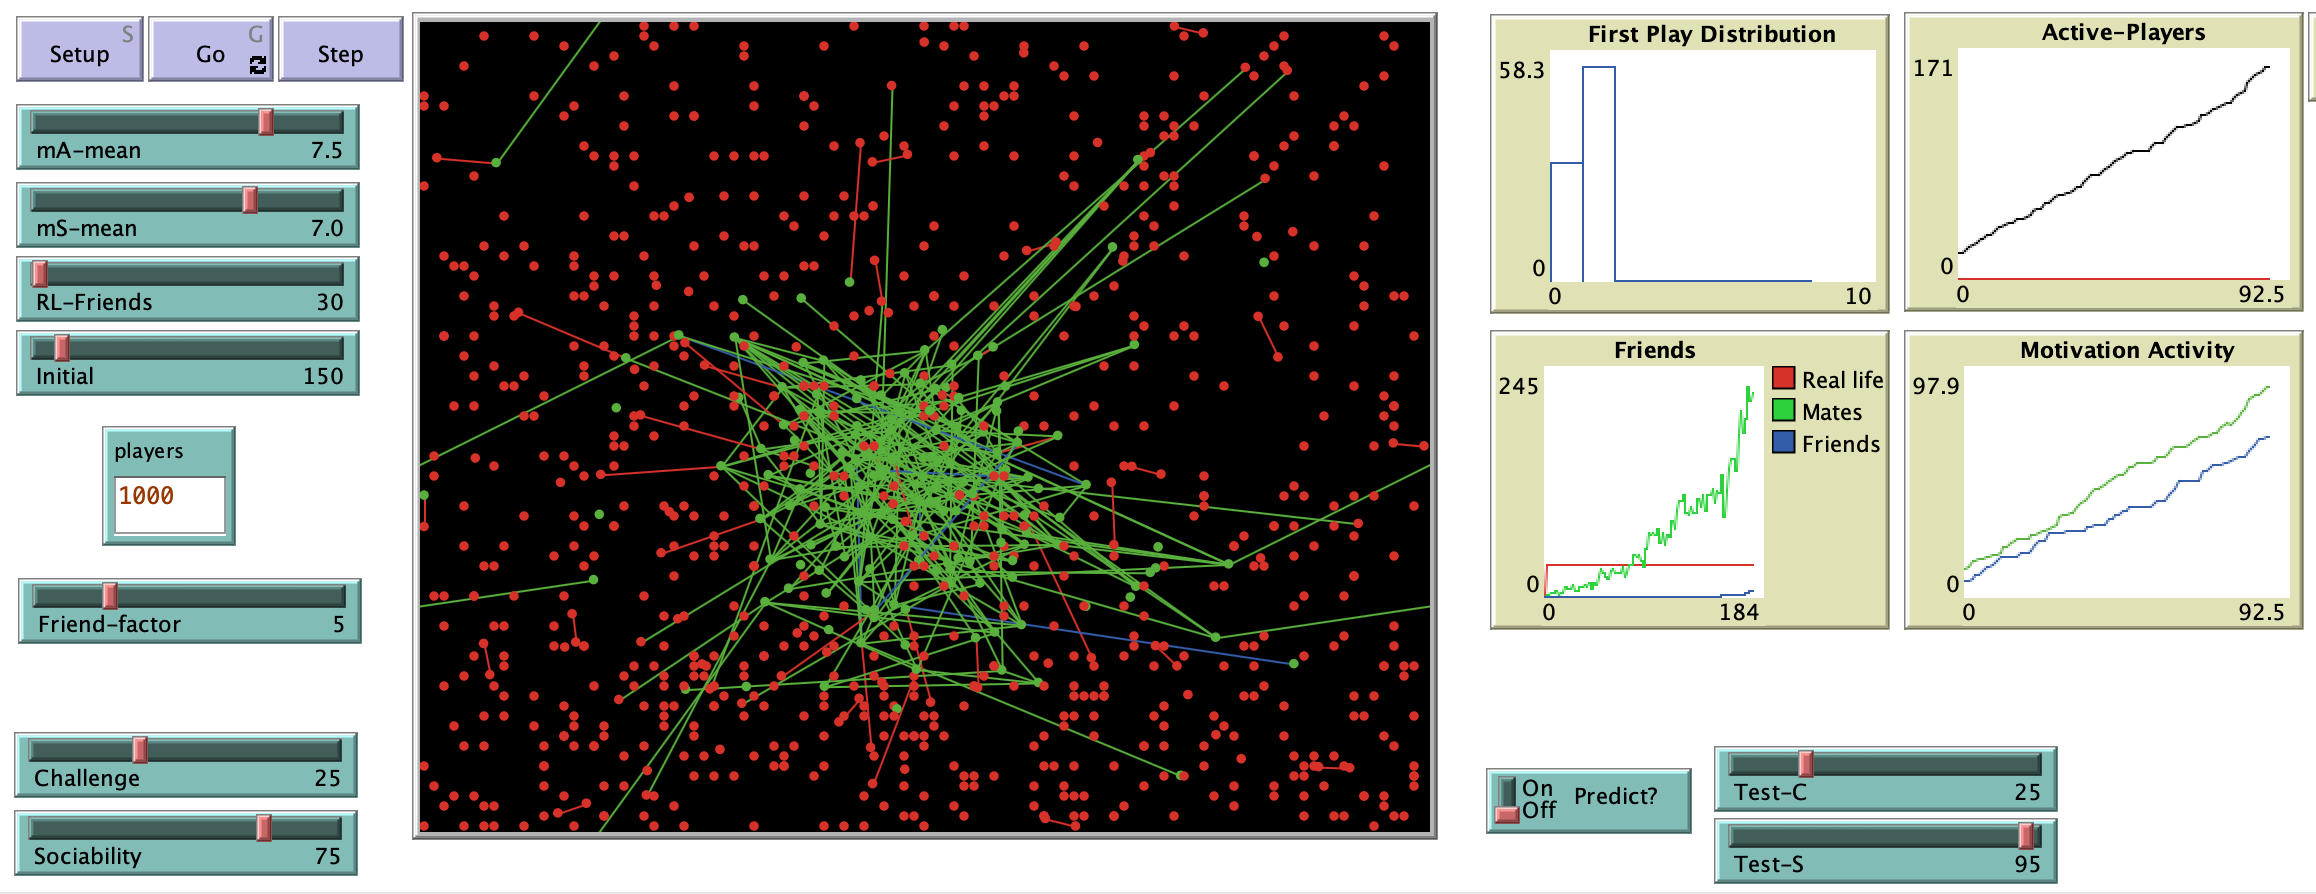 S
Setup
G
Go
Step
mA-mean 7.5
mS-mean 7.0
RL-Friends 30
Initial 150
players
1000
Friend-factor 5
Challenge 25
Sociability 75
First Play Distribution
58.3
0
0 10
Active-Players
171
0
0 92.5
Friends
245
0
0 184
Real life
Mates
Friends
Motivation Activity
97.9
0
0 92.5
On
Off
Predict?
Test-C 25
Test-S 95